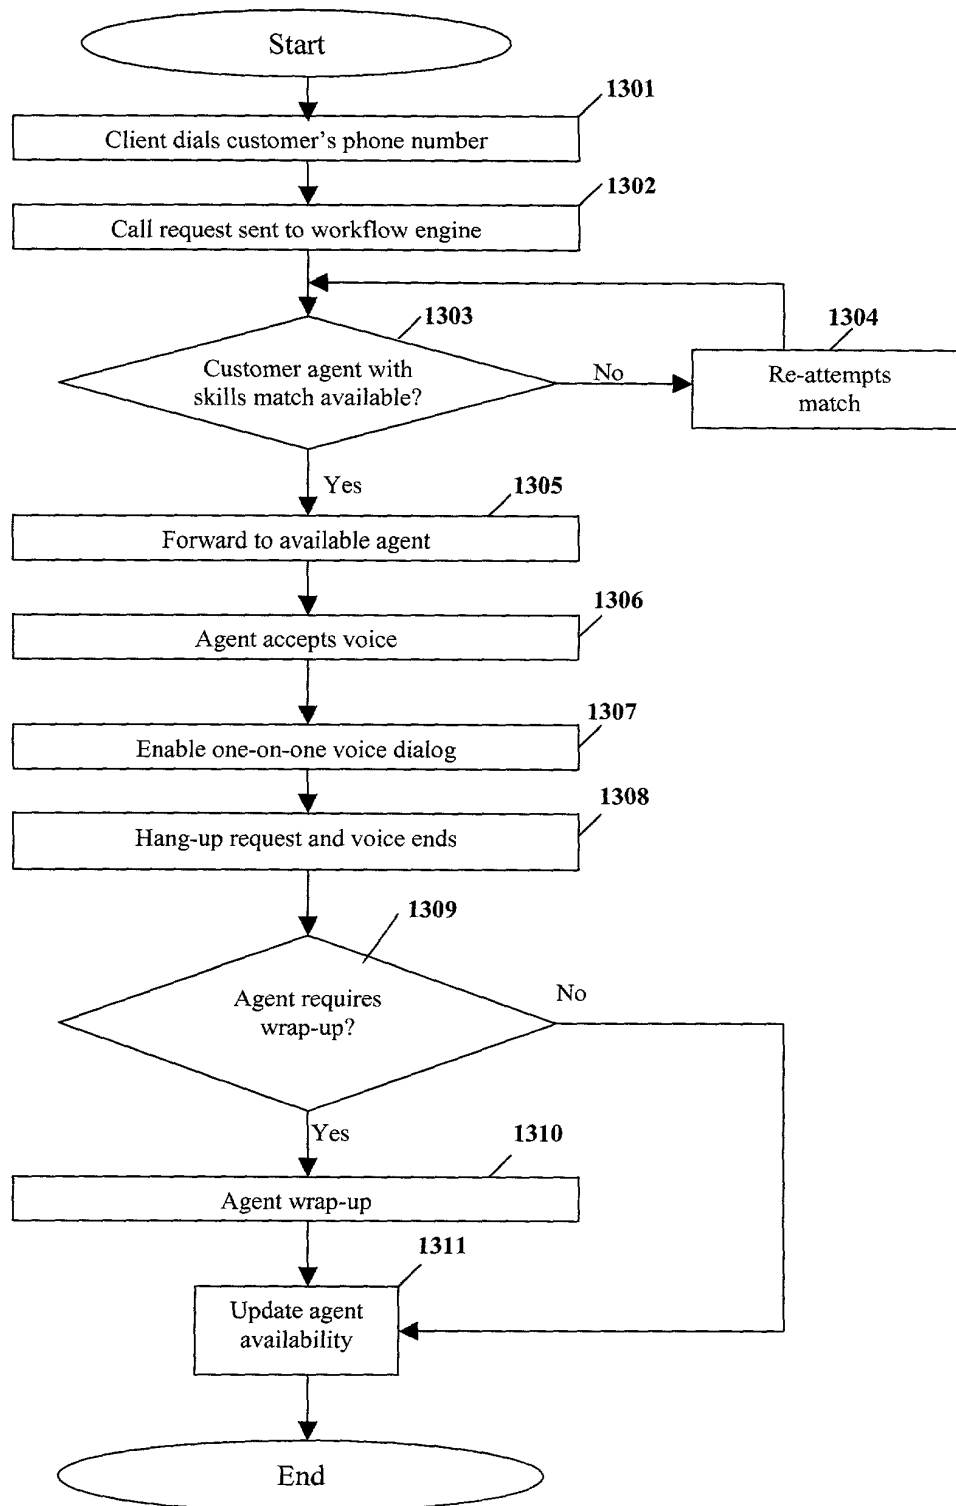 Start
1301
Client dials customer's phone number
1302
Call request sent to workflow engine
1303
Customer agent with
skills match available?
No
1304
Re-attempts
match
Yes
1305
Forward to available agent
1306
Agent accepts voice
1307
Enable one-on-one voice dialog
1308
Hang-up request and voice ends
1309
Agent requires
wrap-up?
No
Yes
1310
Agent wrap-up
1311
Update agent
availability
End